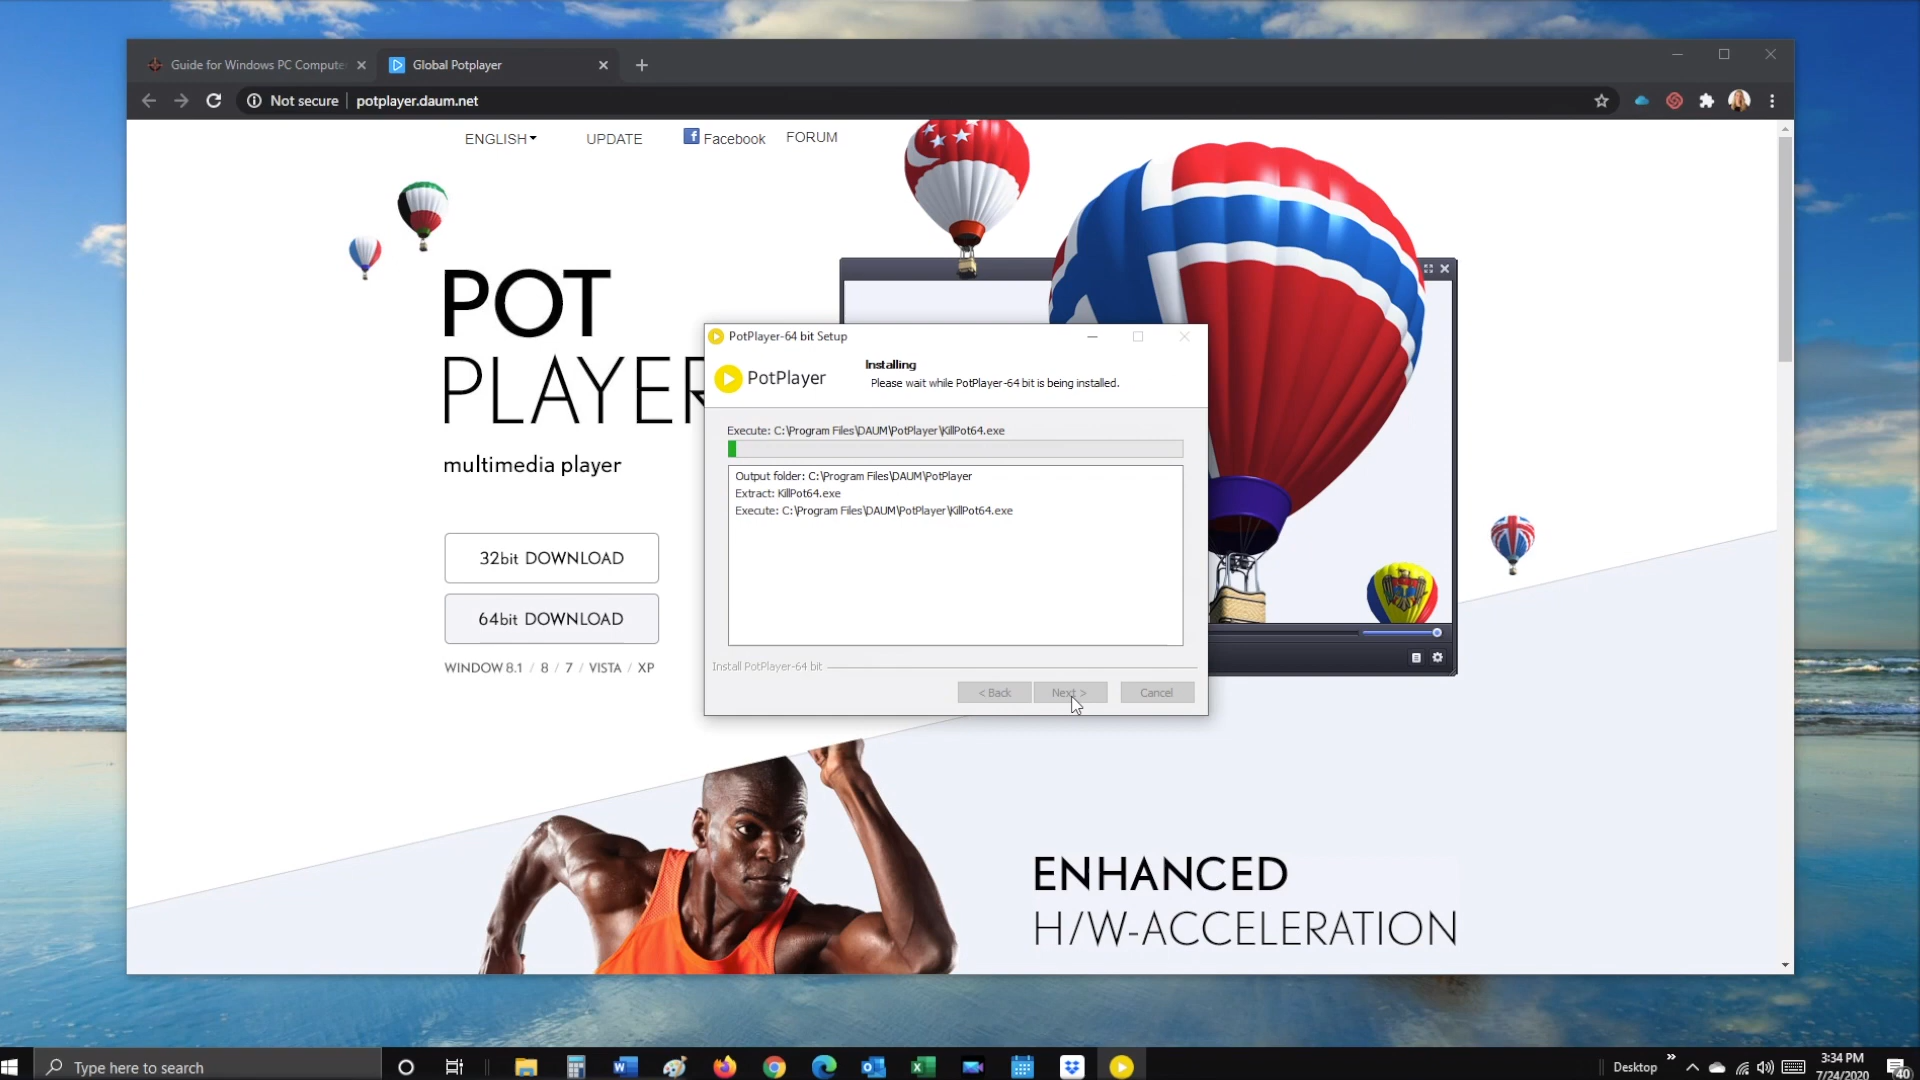 Guide for Windows PC Compute
Global Potplayer
Not secure
potplayer.daum.net
ENGLISH
UPDATE
Facebook
FORUM
POT
PLAYER
multimedia player
32bit DOWNLOAD
64bit DOWNLOAD
WINDOW 8.1 / 8 / 7 / VISTA / XP
PotPlayer-64 bit Setup
PotPlayer
Installing
Please wait while PotPlayer-64 bit is being installed.
Execute: C:\Program Files\DAUM\PotPlayer\KillPot64.exe
Output folder: C:\Program Files\DAUM\PotPlayer
Extract: KillPot64.exe
Execute: C:\Program Files\DAUM\PotPlayer\KillPot64.exe
Install PotPlayer-64 bit
< Back
Next >
Cancel
ENHANCED
H/W-ACCELERATION
Type here to search
Desktop
3:34 PM
7/24/2020
40